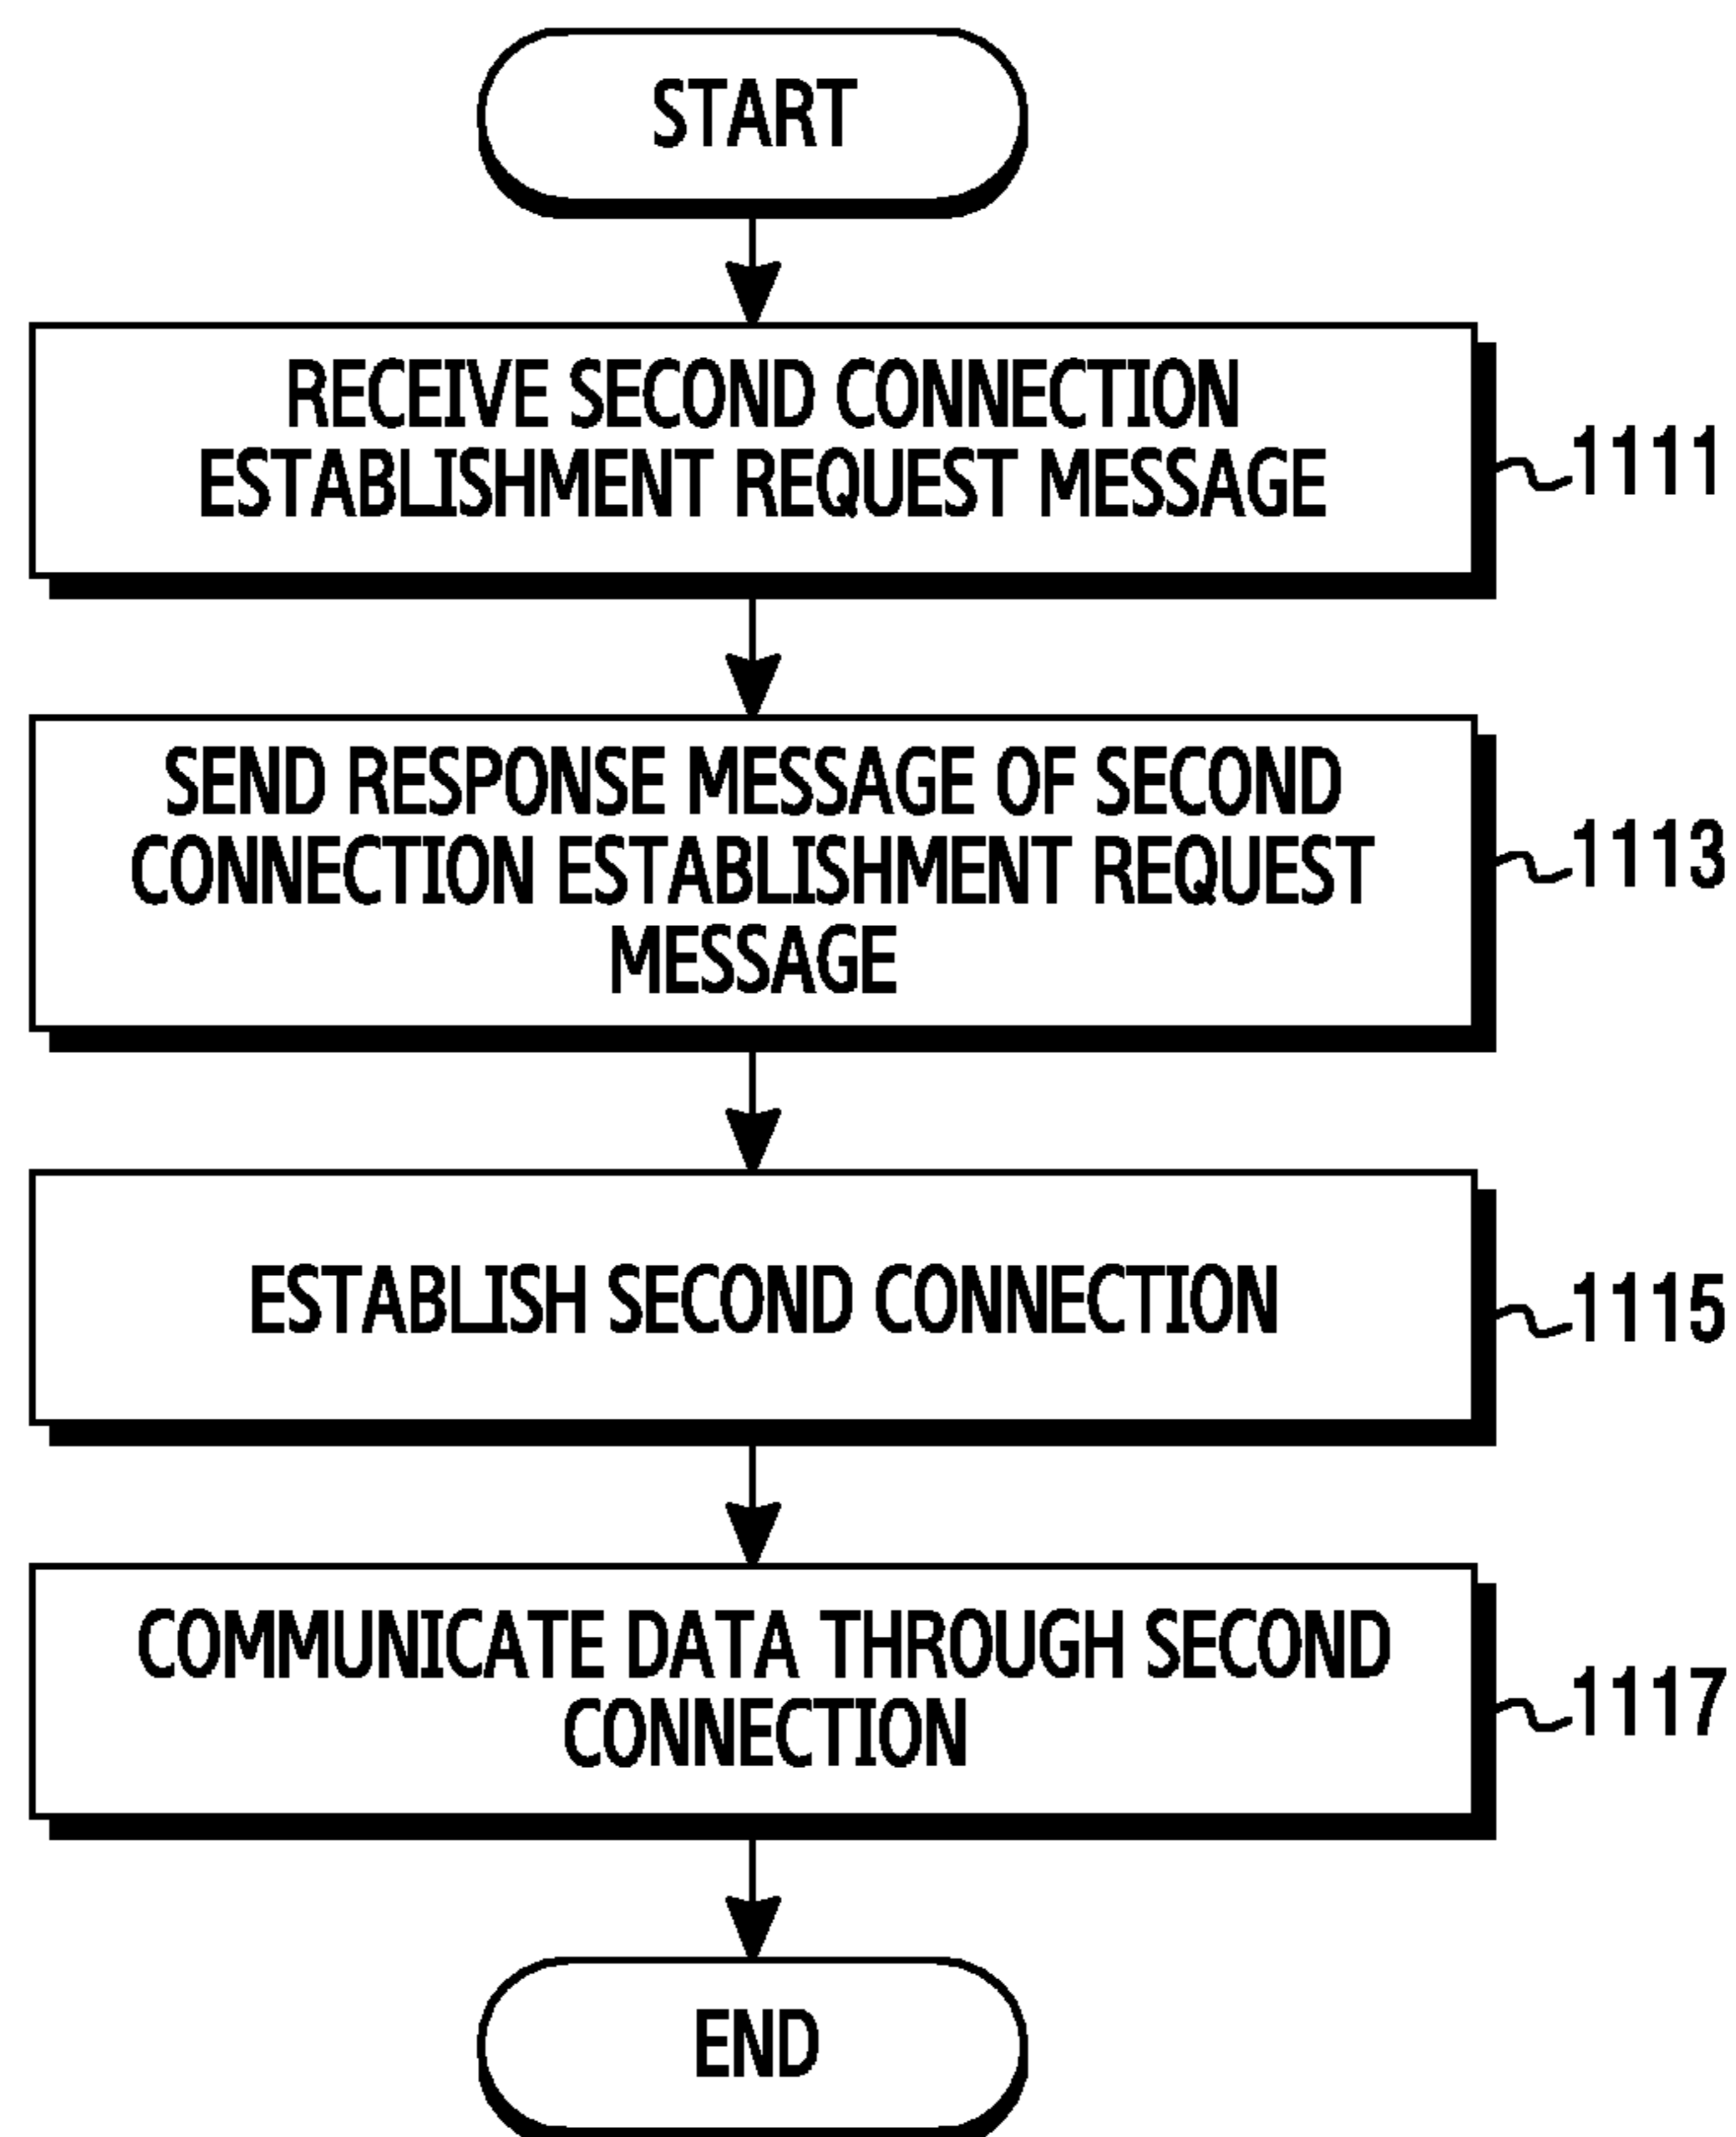 START
RECEIVE SECOND CONNECTION
ESTABLISHMENT REQUEST MESSAGE
1111
SEND RESPONSE MESSAGE OF SECOND
CONNECTION ESTABLISHMENT REQUEST
MESSAGE
1113
ESTABLISH SECOND CONNECTION
1115
COMMUNICATE DATA THROUGH SECOND
CONNECTION
1117
END